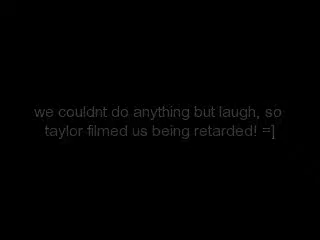 we couldnt do anything but laugh, so
taylor filmed us being retarded! =]